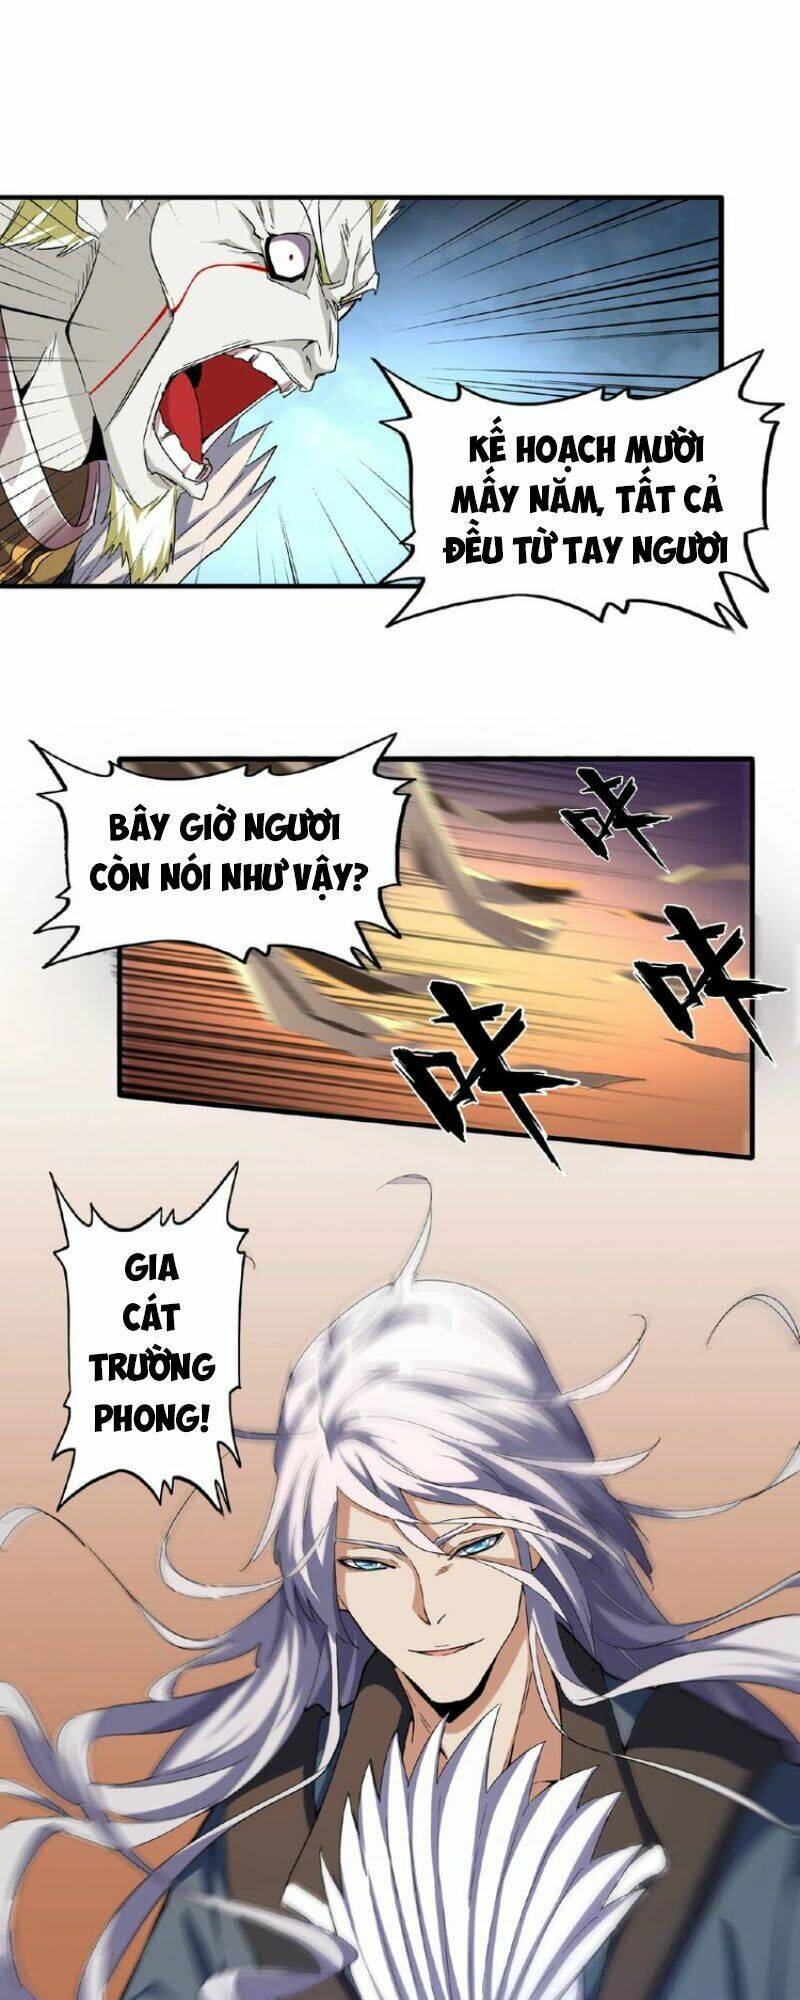 KẾ HOẠCH MƯỜI
MẤY NĂM, TẤT CẢ
ĐỀU TỪ TAY NGƯƠI
BÂY GIỜ NGƯƠI
CÒN NÓI NHƯ VẬY?
咔
咔
咔
GIA
CÁT
TRƯỜNG
PHONG!